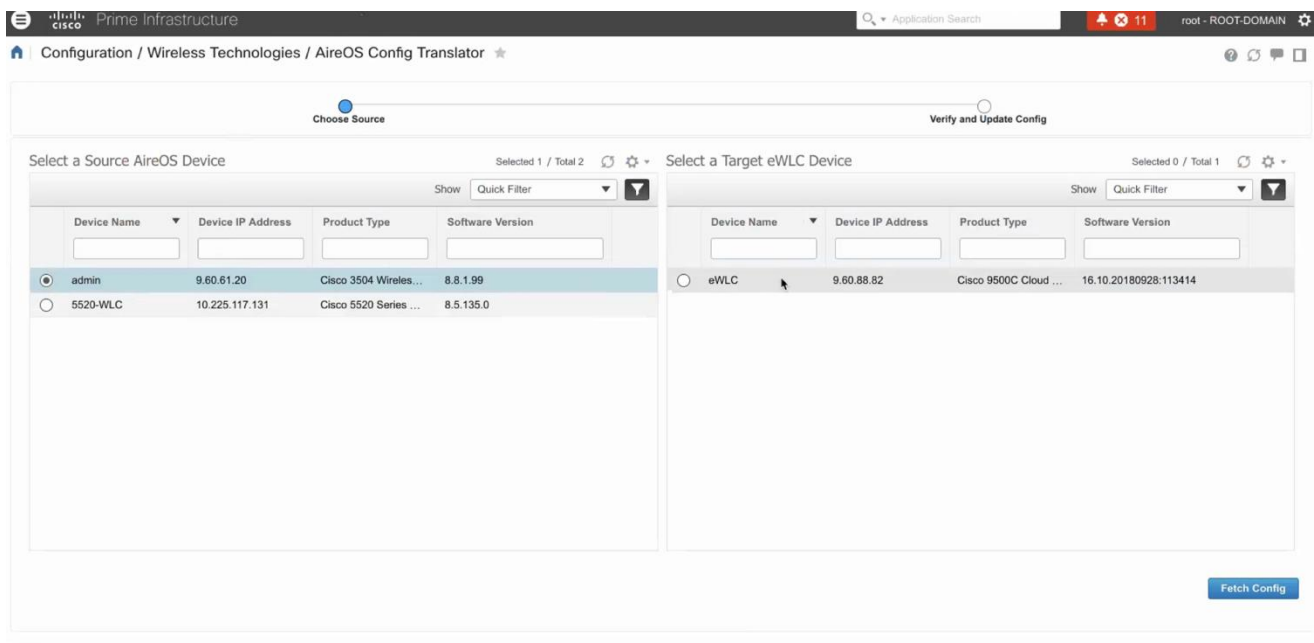 cisco Prime Infrastructure Application Search 11 root - ROOT-DOMAIN
Configuration / Wireless Technologies / AireOS Config Translator
Choose Source Verify and Update Config
Select a Source AireOS Device Selected 1 / Total 2
Show Quick Filter
Device Name Device IP Address Product Type Software Version
admin 9.60.61.20 Cisco 3504 Wireles... 8.8.1.99
5520-WLC 10.225.117.131 Cisco 5520 Series ... 8.5.135.0
Select a Target eWLC Device Selected 0 / Total 1
Show Quick Filter
Device Name Device IP Address Product Type Software Version
eWLC 9.60.88.82 Cisco 9500C Cloud ... 16.10.20180928:113414
Fetch Config